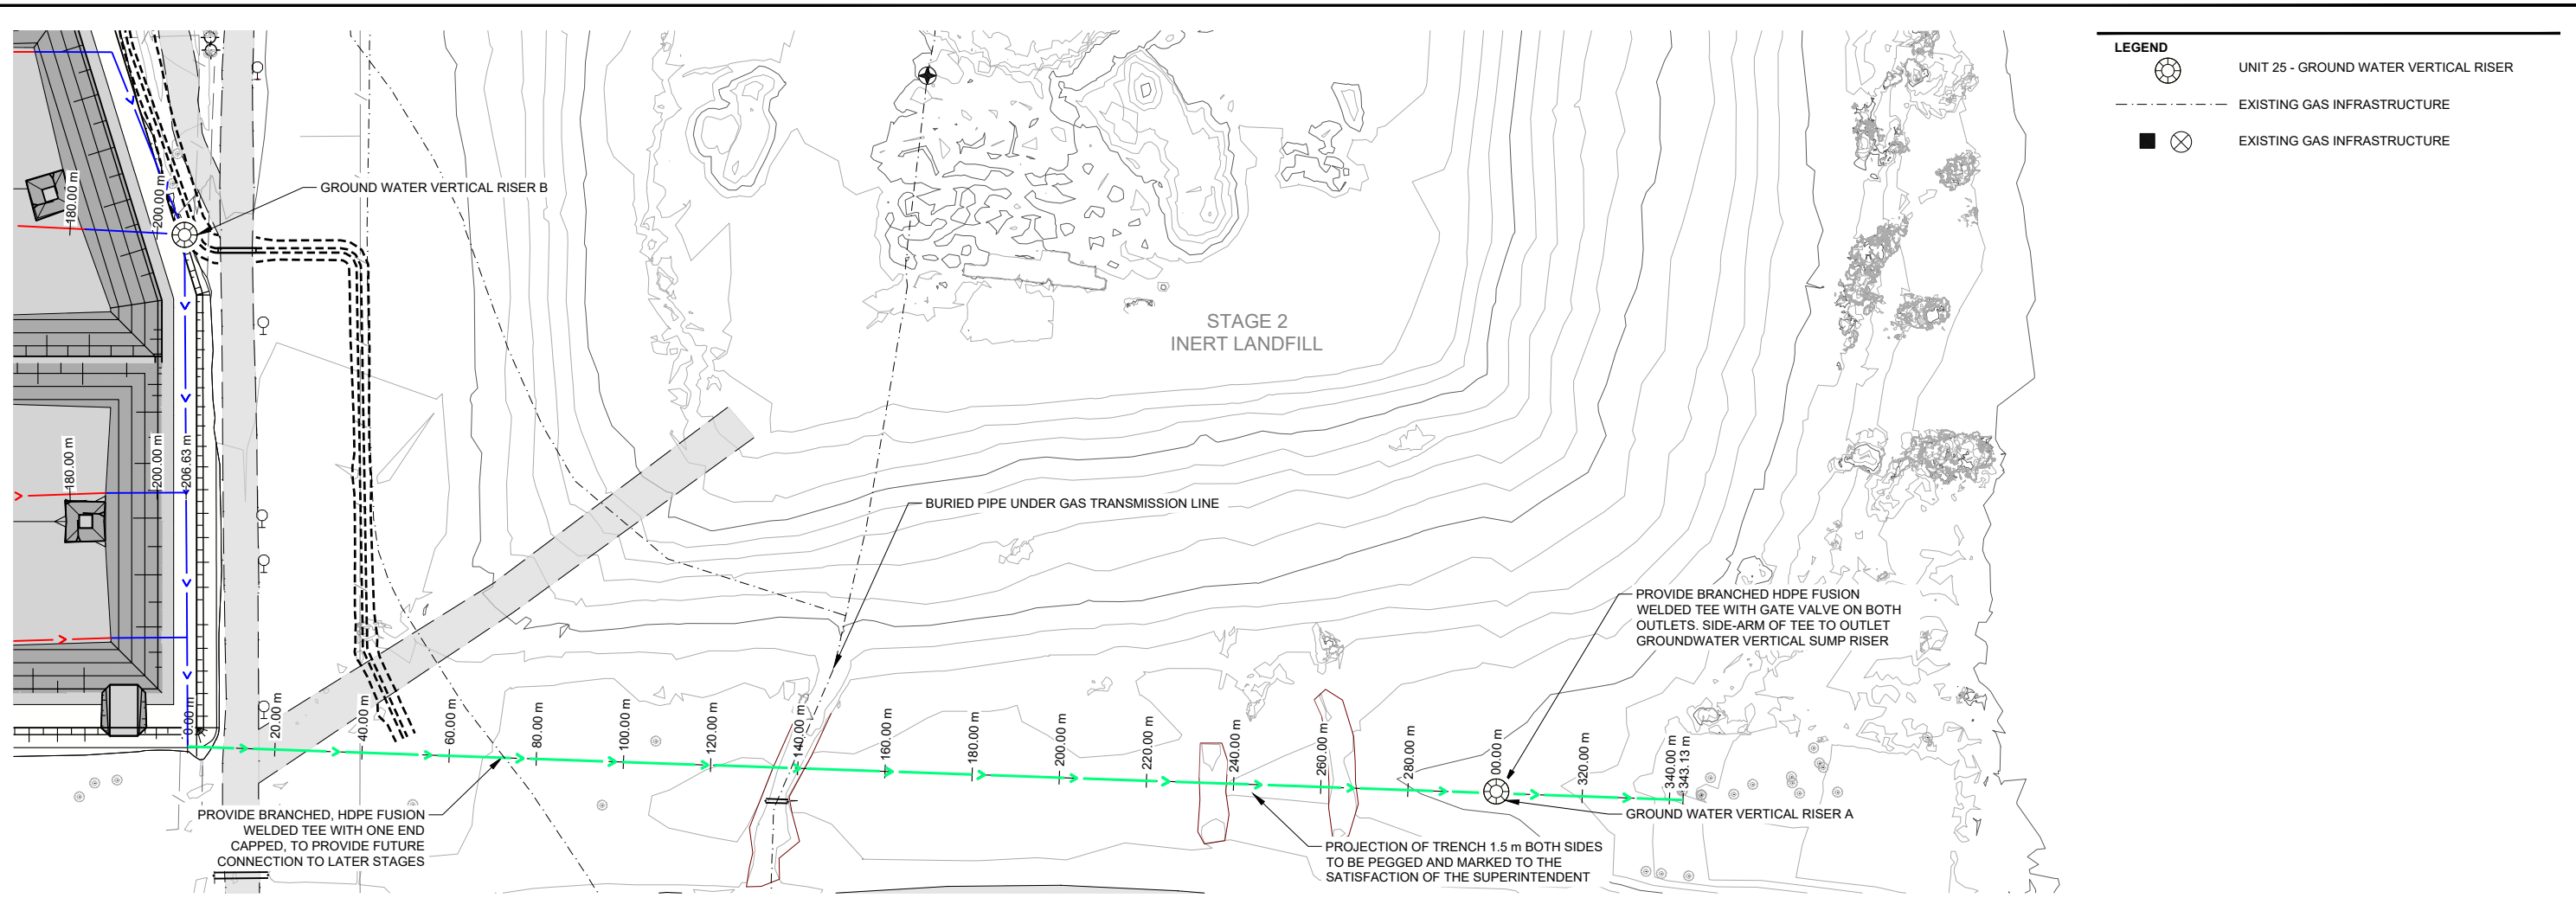 LEGEND
UNIT 25 - GROUND WATER VERTICAL RISER
EXISTING GAS INFRASTRUCTURE
EXISTING GAS INFRASTRUCTURE
180.00 m
200.00 m
GROUND WATER VERTICAL RISER B
STAGE 2
INERT LANDFILL
180.00 m
200.00 m
206.63 m
BURIED PIPE UNDER GAS TRANSMISSION LINE
PROVIDE BRANCHED HDPE FUSION
WELDED TEE WITH GATE VALVE ON BOTH
OUTLETS. SIDE-ARM OF TEE TO OUTLET
GROUNDWATER VERTICAL SUMP RISER
0.00 m
20.00 m
40.00 m
60.00 m
80.00 m
100.00 m
120.00 m
140.00 m
160.00 m
180.00 m
200.00 m
220.00 m
240.00 m
260.00 m
280.00 m
00.00 m
320.00 m
340.00 m
343.13 m
PROVIDE BRANCHED, HDPE FUSION
WELDED TEE WITH ONE END
CAPPED, TO PROVIDE FUTURE
CONNECTION TO LATER STAGES
GROUND WATER VERTICAL RISER A
PROJECTION OF TRENCH 1.5 m BOTH SIDES
TO BE PEGGED AND MARKED TO THE
SATISFACTION OF THE SUPERINTENDENT